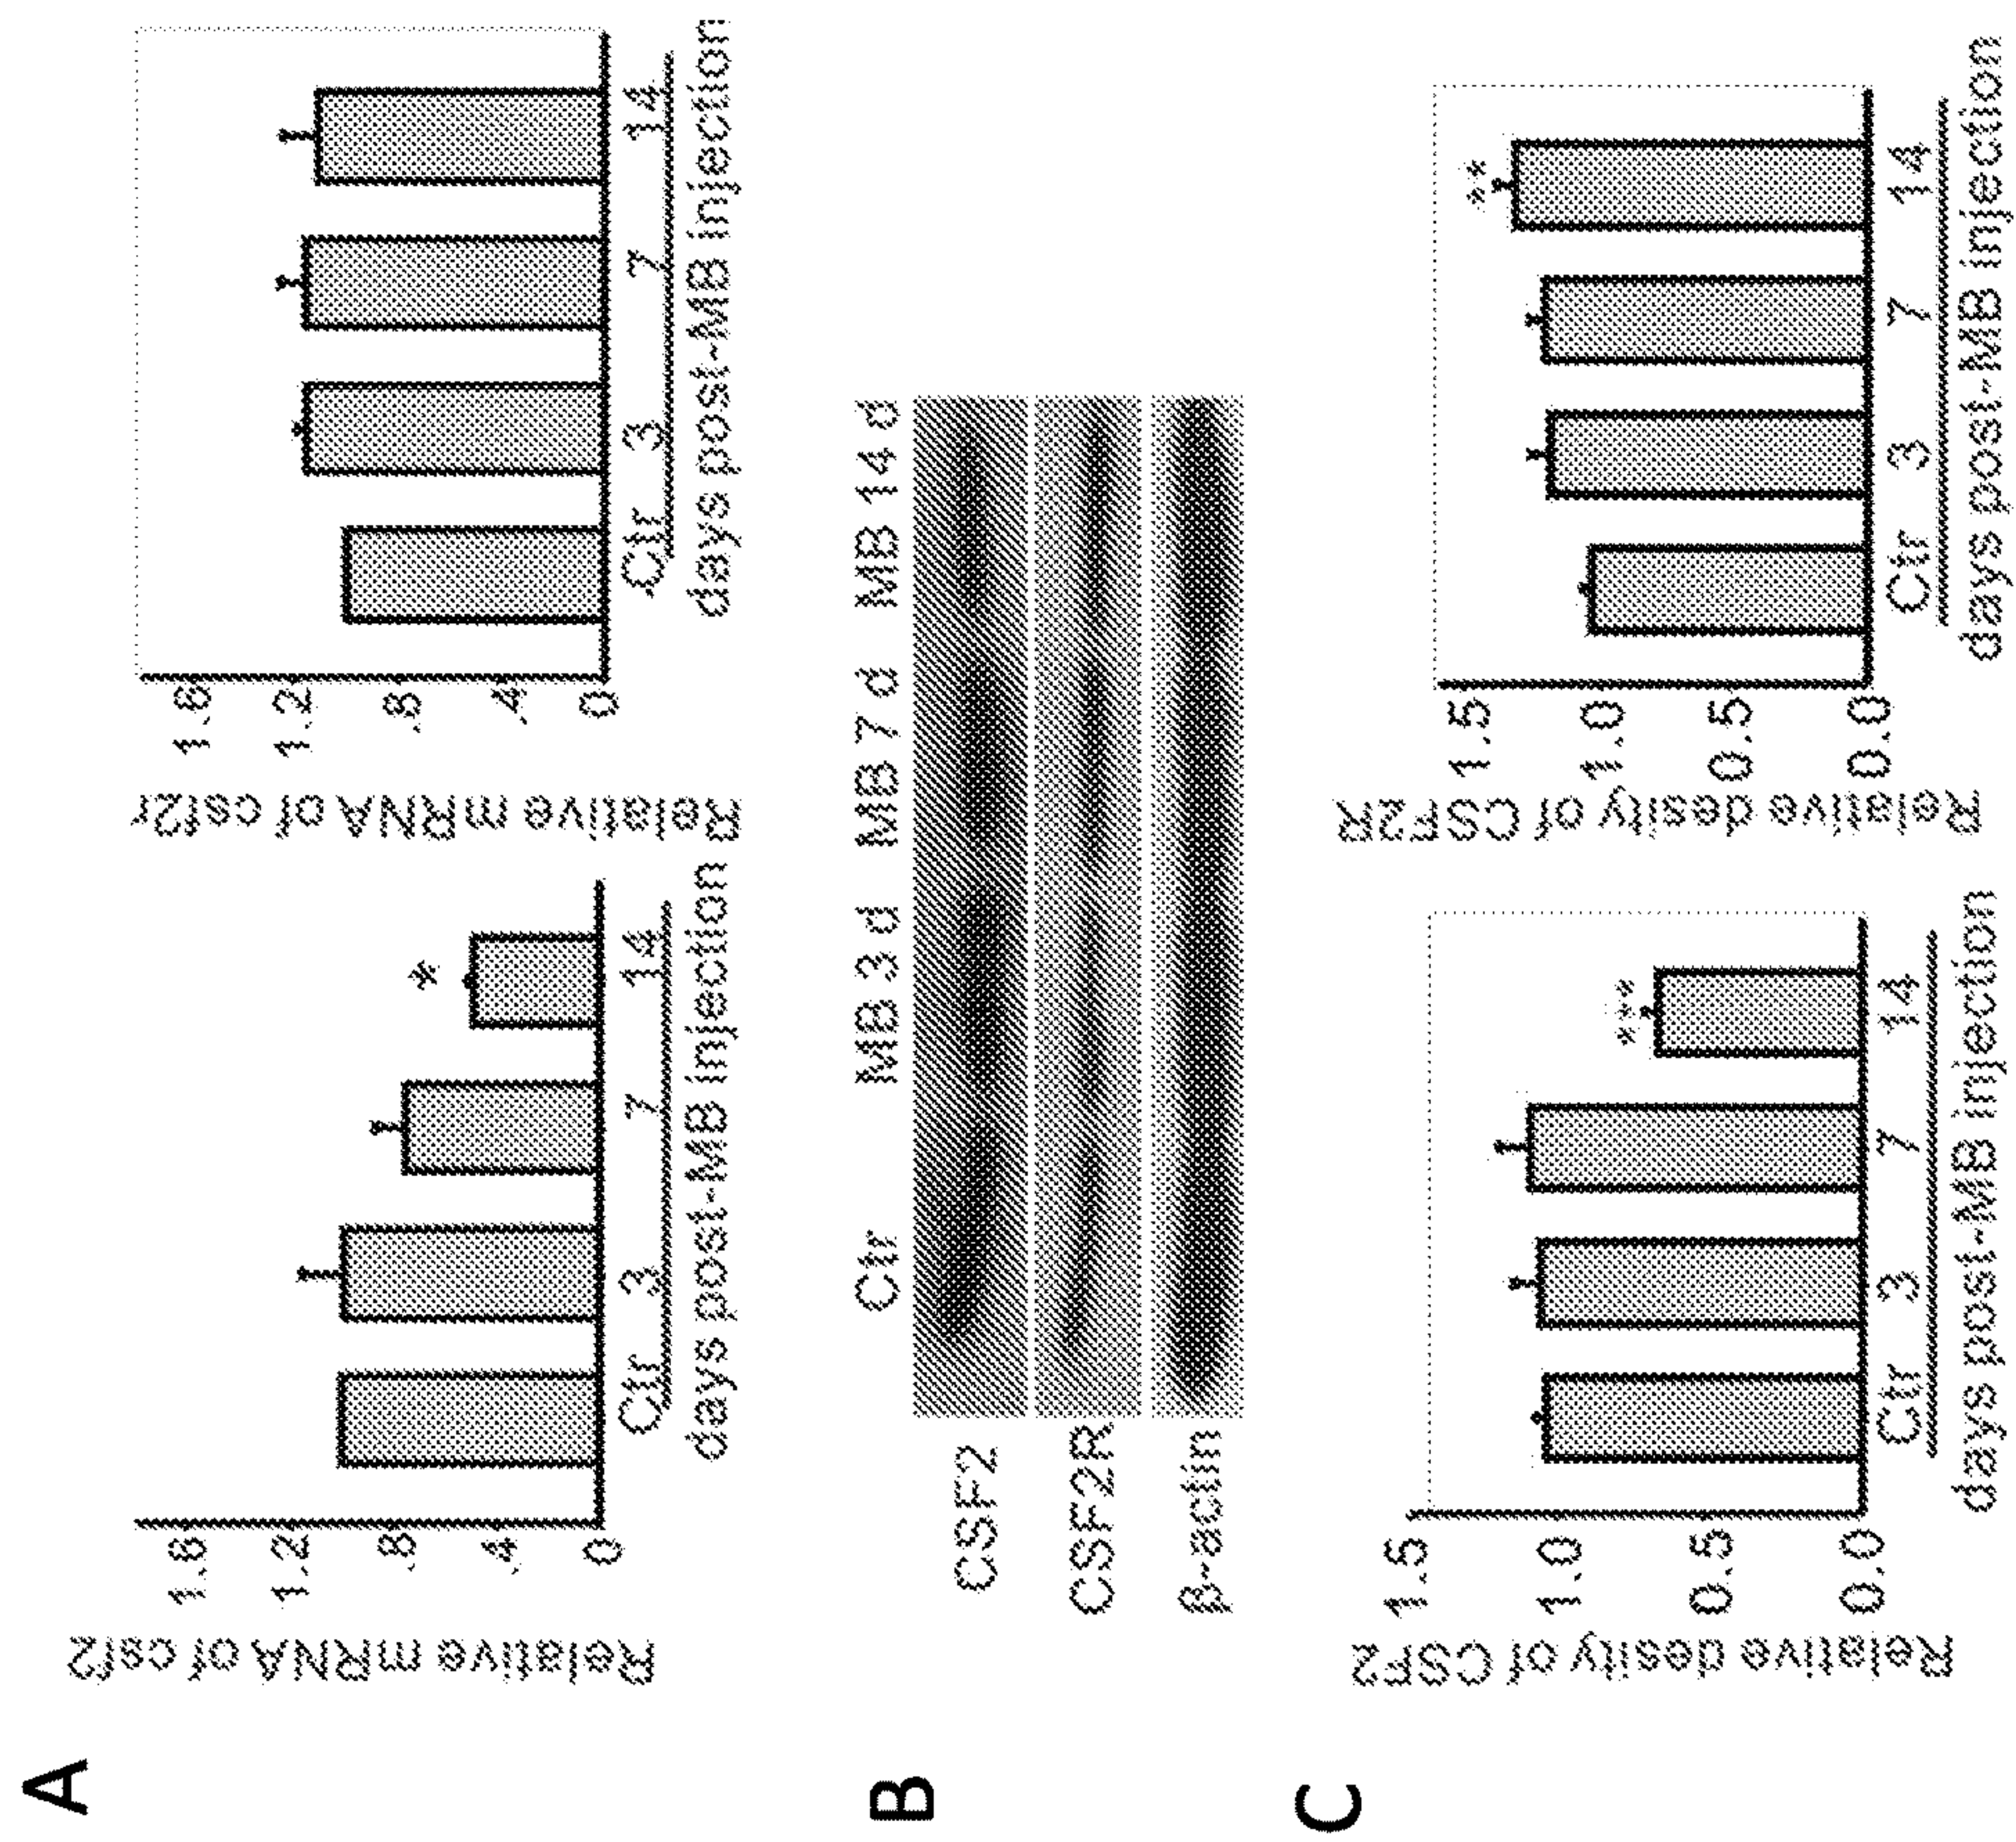 A
Relative mRNA of csf2
1.6
1.2
.8
.4
0
Ctr 3 7 14
*
days post-MB injection
Relative mRNA of csf2r
1.6
1.2
.8
.4
0
Ctr 3 7 14
days post-MB injection
B
Ctr MB 3 d MB 7 d MB 14 d
CSF2
CSF2R
β-actin
C
Relative desity of CSF2
1.5
1.0
0.5
0.0
***
Ctr 3 7 14
days post-MB injection
Relative desity of CSF2R
1.5
1.0
0.5
0.0
**
Ctr 3 7 14
days post-MB injection